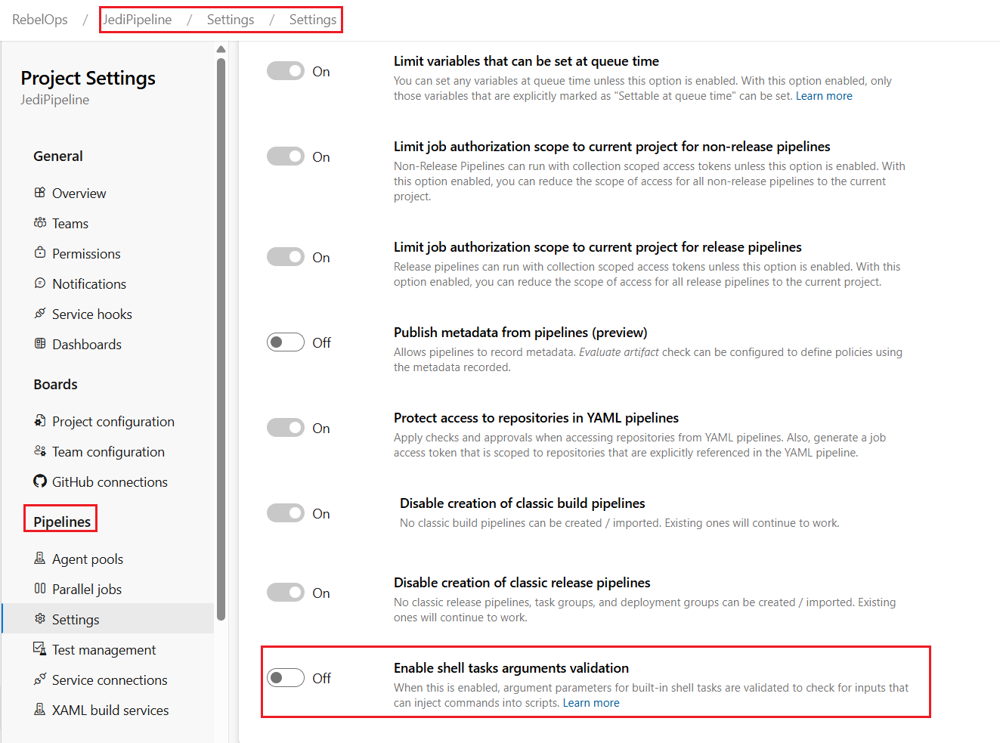 RebelOps / JediPipeline / Settings / Settings
Project Settings
JediPipeline
General
Overview
Teams
Permissions
Notifications
Service hooks
Dashboards
Boards
Project configuration
Team configuration
GitHub connections
Pipelines
Agent pools
Parallel jobs
Settings
Test management
Service connections
XAML build services
On
Limit variables that can be set at queue time
You can set any variables at queue time unless this option is enabled. With this option enabled, only
those variables that are explicitly marked as "Settable at queue time" can be set. Learn more
On
Limit job authorization scope to current project for non-release pipelines
Non-Release Pipelines can run with collection scoped access tokens unless this option is enabled. With
this option enabled, you can reduce the scope of access for all non-release pipelines to the current
project.
On
Limit job authorization scope to current project for release pipelines
Release pipelines can run with collection scoped access tokens unless this option is enabled. With this
option enabled, you can reduce the scope of access for all release pipelines to the current project.
Off
Publish metadata from pipelines (preview)
Allows pipelines to record metadata. Evaluate artifact check can be configured to define policies using
the metadata recorded.
On
Protect access to repositories in YAML pipelines
Apply checks and approvals when accessing repositories from YAML pipelines. Also, generate a job
access token that is scoped to repositories that are explicitly referenced in the YAML pipeline.
On
Disable creation of classic build pipelines
No classic build pipelines can be created / imported. Existing ones will continue to work.
On
Disable creation of classic release pipelines
No classic release pipelines, task groups, and deployment groups can be created / imported. Existing
ones will continue to work.
Off
Enable shell tasks arguments validation
When this is enabled, argument parameters for built-in shell tasks are validated to check for inputs that
can inject commands into scripts. Learn more